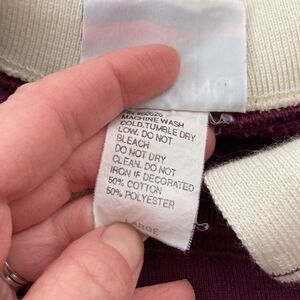 MACHINE WASH
COLD, TUMBLE DRY
LOW. DO NOT
BLEACH
DO NOT DRY
CLEAN. DO NOT
IRON IF DECORATED
50% COTTON
50% POLYESTER
LARGE